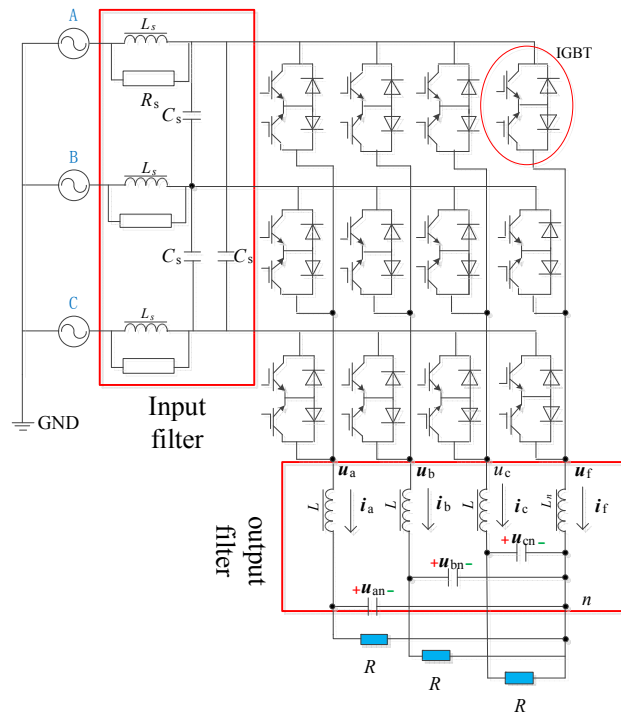 A
L_s
IGBT
R_s
C_s
B
L_s
C_s
C_s
C
L_s
GND
Input
filter
u_a
u_b
u_c
u_f
L
i_a
L
i_b
L
i_c
L_n
i_f
output
filter
+u_cn-
+u_bn-
+u_an-
n
R
R
R